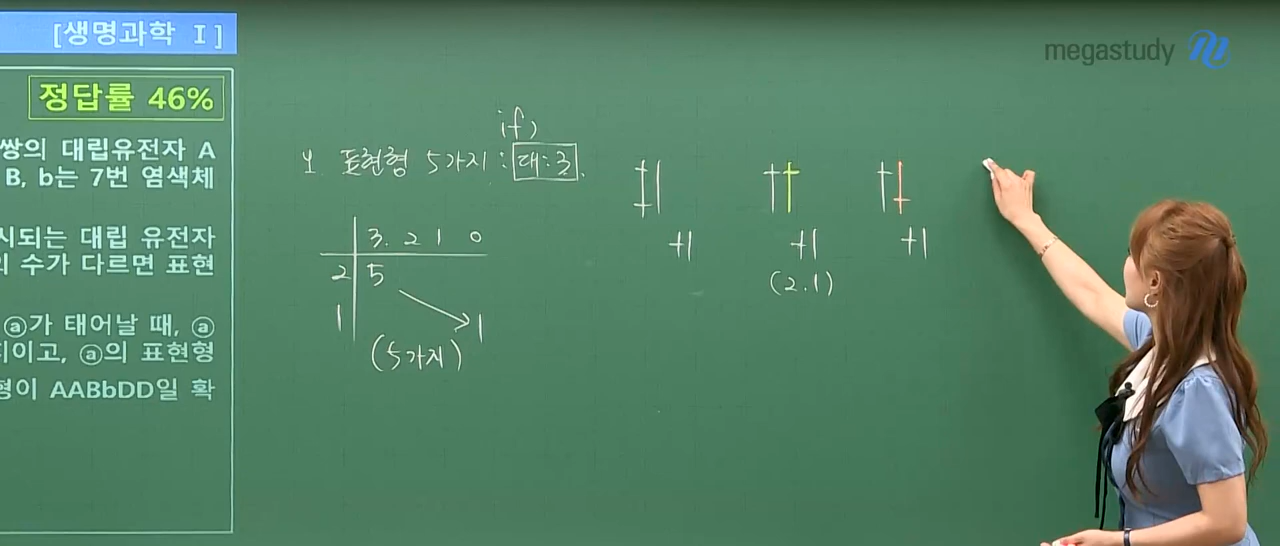 [생명과학 Ⅰ]
정답률 46%
쌍의 대립유전자 A
B, b는 7번 염색체
시되는 대립 유전자
의 수가 다르면 표현
ⓐ가 태어날 때, ⓐ
지이고, ⓐ의 표현형
형이 AABbDD일 확
megastudy
if)
표현형 5가지 : 대:3.
3. 2 1 0
2 5
1 1
(5가지)
+1 +1 +1
(2.1)